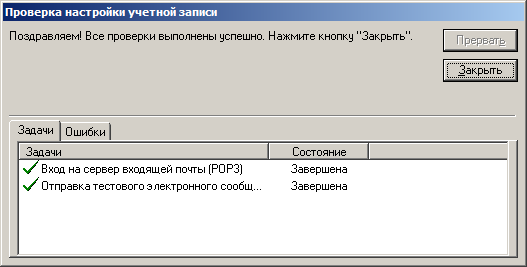 Проверка настройки учетной записи
Поздравляем! Все проверки выполнены успешно. Нажмите кнопку "Закрыть".
Прервать
Закрыть
Задачи
Ошибки
Задачи Состояние
Вход на сервер входящей почты (POP3) Завершена
Отправка тестового электронного сообщ... Завершена